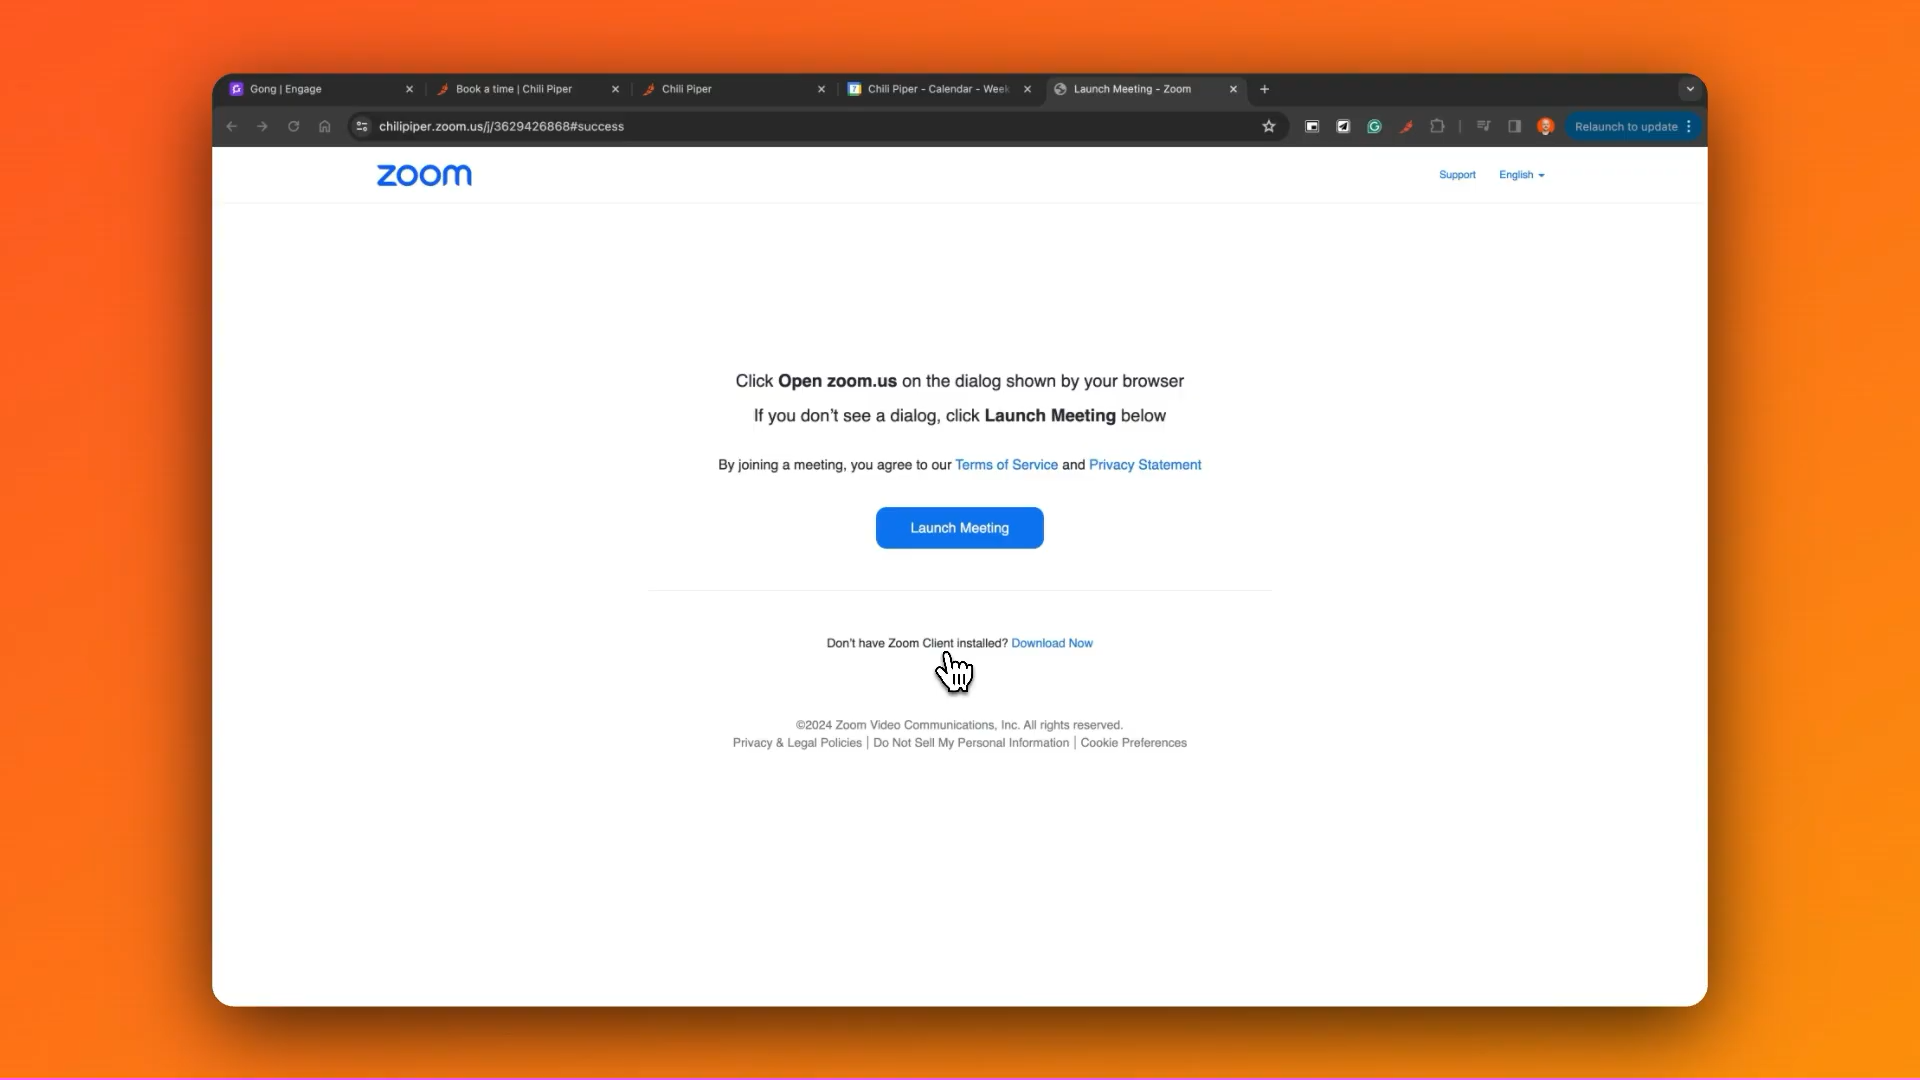 Gong | Engage
Book a time | Chili Piper
Chili Piper
Chili Piper - Calendar - Week
Launch Meeting - Zoom
chilipiper.zoom.us/j/3629426868#success
Relaunch to update
zoom
Support
English
Click Open zoom.us on the dialog shown by your browser
If you don't see a dialog, click Launch Meeting below
By joining a meeting, you agree to our Terms of Service and Privacy Statement
Launch Meeting
Don't have Zoom Client installed? Download Now
©2024 Zoom Video Communications, Inc. All rights reserved.
Privacy & Legal Policies | Do Not Sell My Personal Information | Cookie Preferences